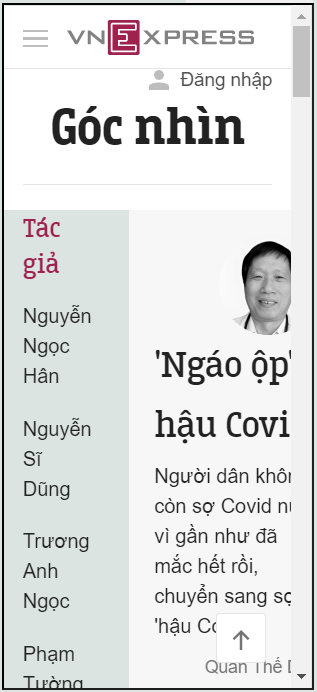 VNEXPRESS
Đăng nhập
Góc nhìn
Tác
giả
Nguyễn
Ngọc
Hân
Nguyễn
Sĩ
Dũng
Trương
Anh
Ngọc
Phạm
Tường
'Ngáo ộp'
hậu Covi
Người dân khôn
còn sợ Covid nữ
vì gần như đã
mắc hết rồi,
chuyển sang sợ
'hậu Co
Quan Thế D